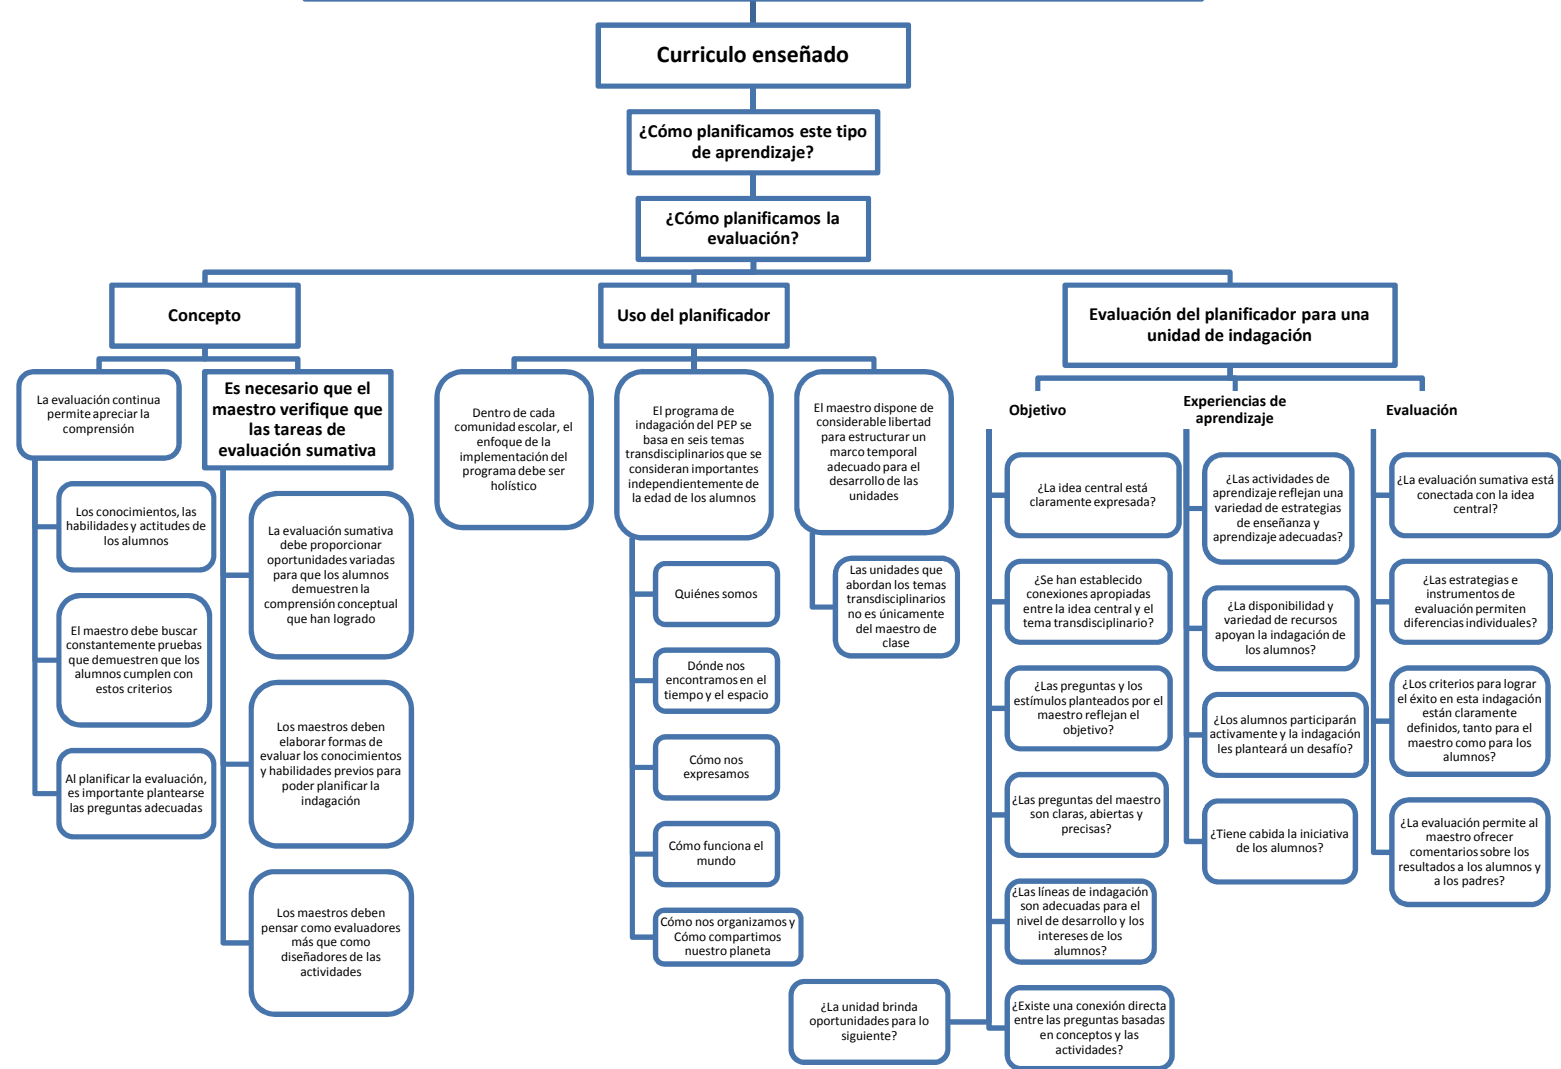 Curriculo enseñado
¿Cómo planificamos este tipo
de aprendizaje?
¿Cómo planificamos la
evaluación?
Concepto
La evaluación continua
permite apreciar la
comprensión
Los conocimientos, las
habilidades y actitudes de
los alumnos
El maestro debe buscar
constantemente pruebas
que demuestren que los
alumnos cumplen con
estos criterios
Al planificar la evaluación,
es importante plantearse
las preguntas adecuadas
Es necesario que el
maestro verifique que
las tareas de
evaluación sumativa
La evaluación sumativa
debe proporcionar
oportunidades variadas
para que los alumnos
demuestren la
comprensión conceptual
que han logrado
Los maestros deben
elaborar formas de
evaluar los conocimientos
y habilidades previos para
poder planificar la
indagación
Los maestros deben
pensar como evaluadores
más que como
diseñadores de las
actividades
Uso del planificador
Dentro de cada
comunidad escolar, el
enfoque de la
implementación del
programa debe ser
holístico
El programa de
indagación del PEP se
basa en seis temas
transdisciplinarios que se
consideran importantes
independientemente de
la edad de los alumnos
Quiénes somos
Dónde nos
encontramos en el
tiempo y el espacio
Cómo nos
expresamos
Cómo funciona el
mundo
Cómo nos organizamos y
Cómo compartimos
nuestro planeta
El maestro dispone de
considerable libertad
para estructurar un
marco temporal
adecuado para el
desarrollo de las
unidades
Las unidades que
abordan los temas
transdisciplinarios
no es únicamente
del maestro de
clase
Evaluación del planificador para una
unidad de indagación
Objetivo
¿La idea central está
claramente expresada?
¿Se han establecido
conexiones apropiadas
entre la idea central y el
tema transdisciplinario?
¿Las preguntas y los
estímulos planteados por el
maestro reflejan el
objetivo?
¿Las preguntas del maestro
son claras, abiertas y
precisas?
¿Las líneas de indagación
son adecuadas para el
nivel de desarrollo y los
intereses de los
alumnos?
¿Existe una conexión directa
entre las preguntas basadas
en conceptos y las
actividades?
¿La unidad brinda
oportunidades para lo
siguiente?
Experiencias de
aprendizaje
¿Las actividades de
aprendizaje reflejan una
variedad de estrategias
de enseñanza y
aprendizaje adecuadas?
¿La disponibilidad y
variedad de recursos
apoyan la indagación de
los alumnos?
¿Los alumnos participarán
activamente y la indagación
les planteará un desafío?
¿Tiene cabida la iniciativa
de los alumnos?
Evaluación
¿La evaluación sumativa está
conectada con la idea
central?
¿Las estrategias e
instrumentos de
evaluación permiten
diferencias individuales?
¿Los criterios para lograr
el éxito en esta indagación
están claramente
definidos, tanto para el
maestro como para los
alumnos?
¿La evaluación permite al
maestro ofrecer
comentarios sobre los
resultados a los alumnos y
a los padres?